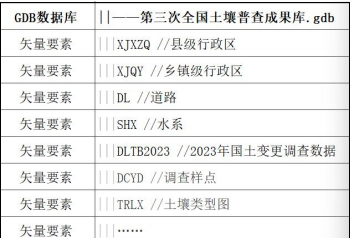 GDB数据库 ||——第三次全国土壤普查成果库.gdb
矢量要素 |||XJXZQ //县级行政区
矢量要素 |||XJQY //乡镇级行政区
矢量要素 |||DL //道路
矢量要素 |||SHX //水系
矢量要素 |||DLTB2023 //2023年国土变更调查数据
矢量要素 |||DCYD //调查样点
矢量要素 |||TRLX //土壤类型图
矢量要素 |||……